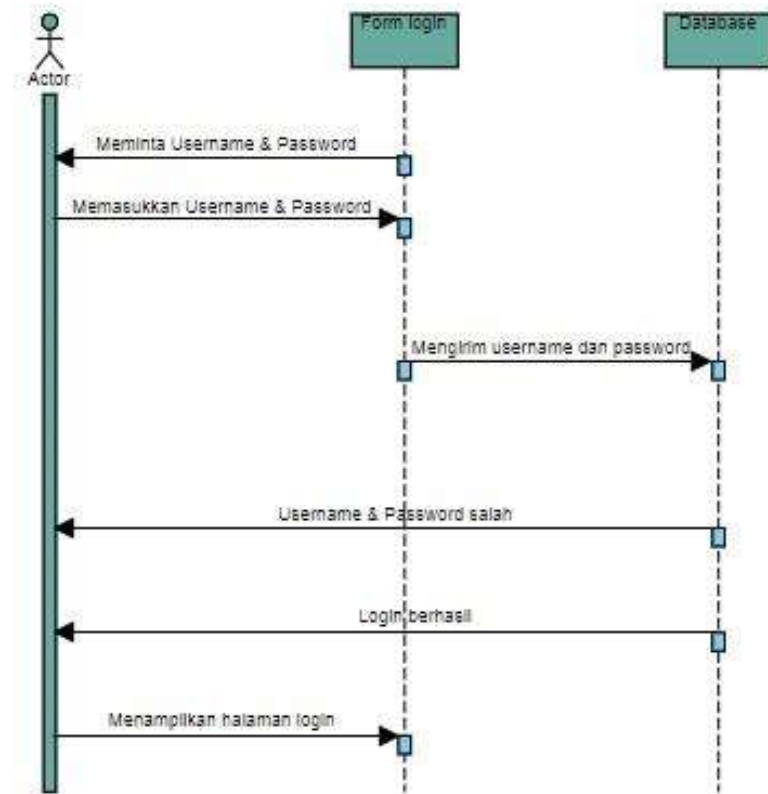 Form login
Database
Actor
Meminta Username & Password
Memasukkan Username & Password
Mengirim username dan password
Username & Password salah
Login berhasil
Menampilkan halaman login